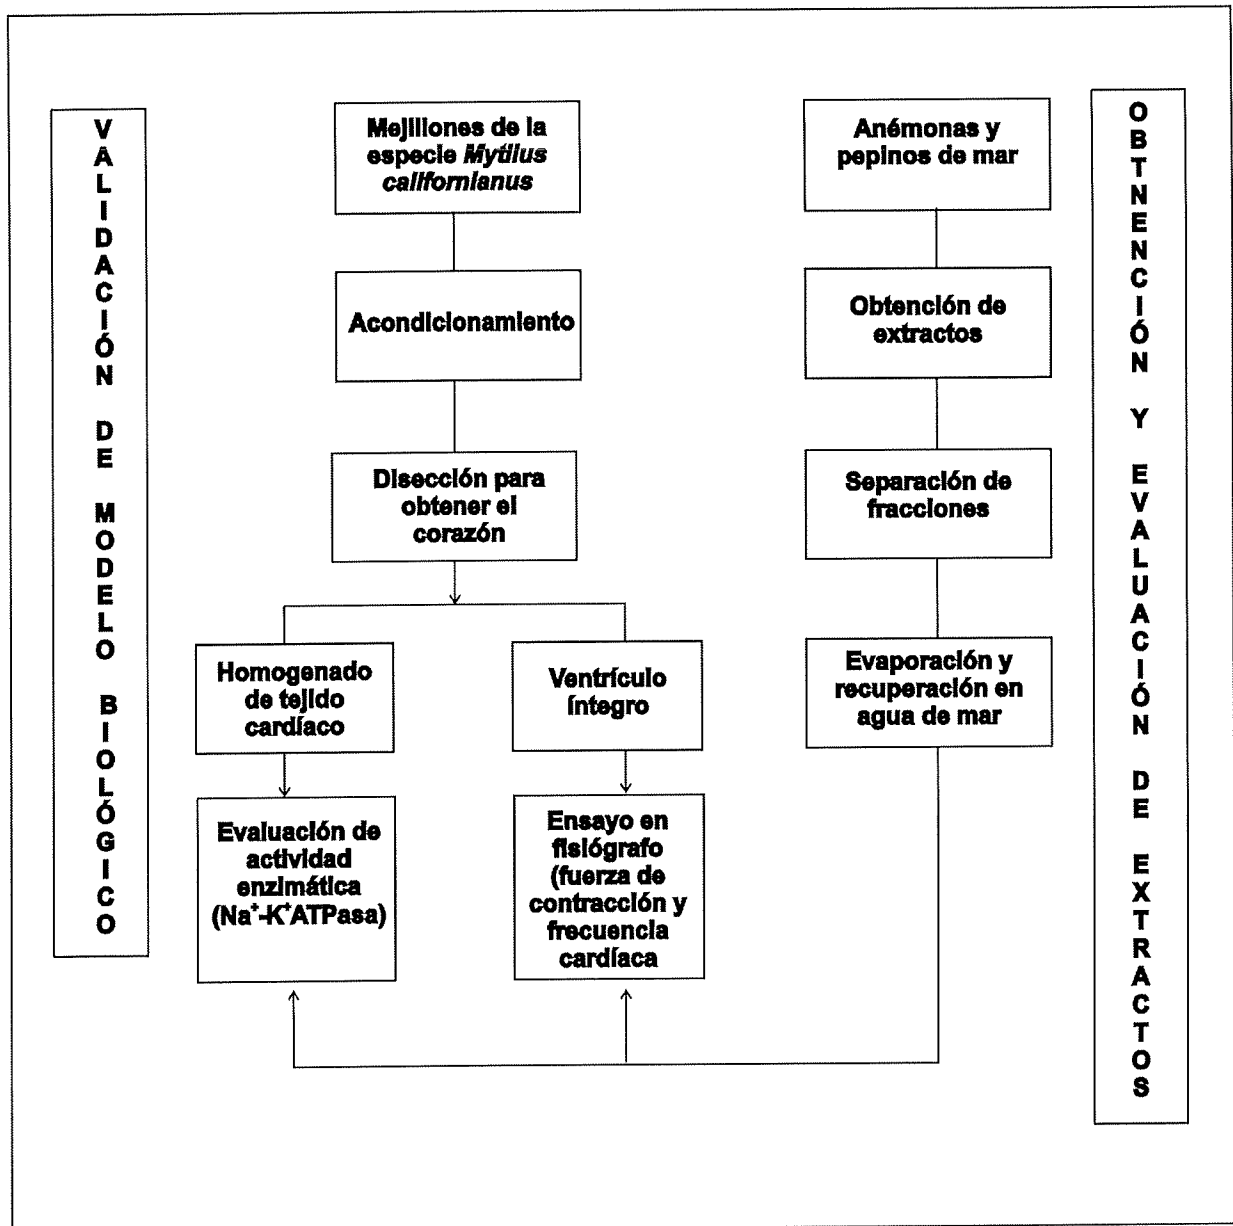 VALIDACIÓN DE MODELO BIOLÓGICO
Mejillones de la
especie Mytilus
californianus
Acondicionamiento
Disección para
obtener el
corazón
Homogenado
de tejido
cardíaco
Ventrículo
íntegro
Evaluación de
actividad
enzimática
(Na⁺-K⁺ATPasa)
Ensayo en
fisiógrafo
(fuerza de
contracción y
frecuencia
cardíaca
Anémonas y
pepinos de mar
Obtención de
extractos
Separación de
fracciones
Evaporación y
recuperación en
agua de mar
OBTNENCIÓN Y EVALUACIÓN DE EXTRACTOS